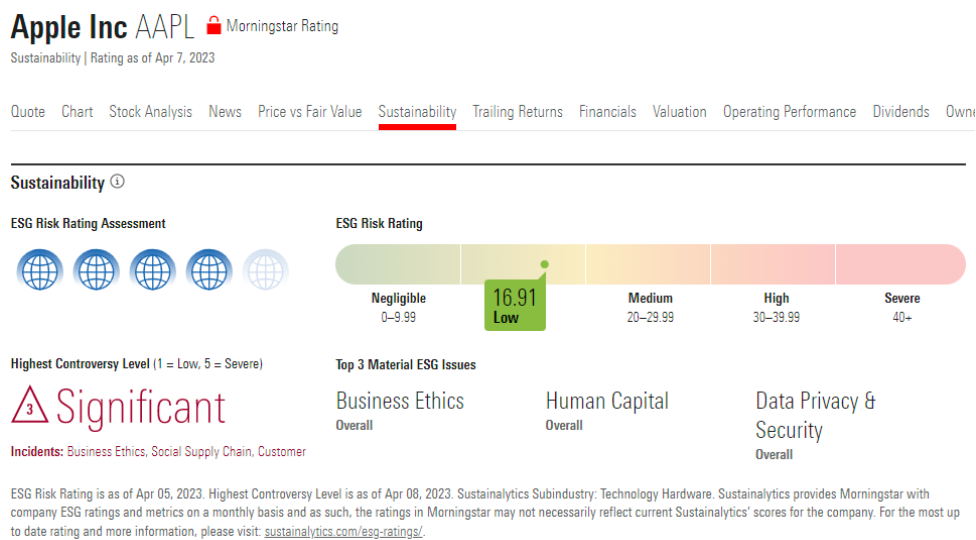 Apple Inc AAPL Morningstar Rating
Sustainability | Rating as of Apr 7, 2023
Quote Chart Stock Analysis News Price vs Fair Value Sustainability Trailing Returns Financials Valuation Operating Performance Dividends Owne
Sustainability
ESG Risk Rating Assessment
ESG Risk Rating
16.91
Low
Negligible
0–9.99
Medium
20–29.99
High
30–39.99
Severe
40+
Highest Controversy Level (1 = Low, 5 = Severe)
3 Significant
Incidents: Business Ethics, Social Supply Chain, Customer
Top 3 Material ESG Issues
Business Ethics
Overall
Human Capital
Overall
Data Privacy &
Security
Overall
ESG Risk Rating is as of Apr 05, 2023. Highest Controversy Level is as of Apr 08, 2023. Sustainalytics Subindustry: Technology Hardware. Sustainalytics provides Morningstar with
company ESG ratings and metrics on a monthly basis and as such, the ratings in Morningstar may not necessarily reflect current Sustainalytics' scores for the company. For the most up
to date rating and more information, please visit: sustainalytics.com/esg-ratings/.